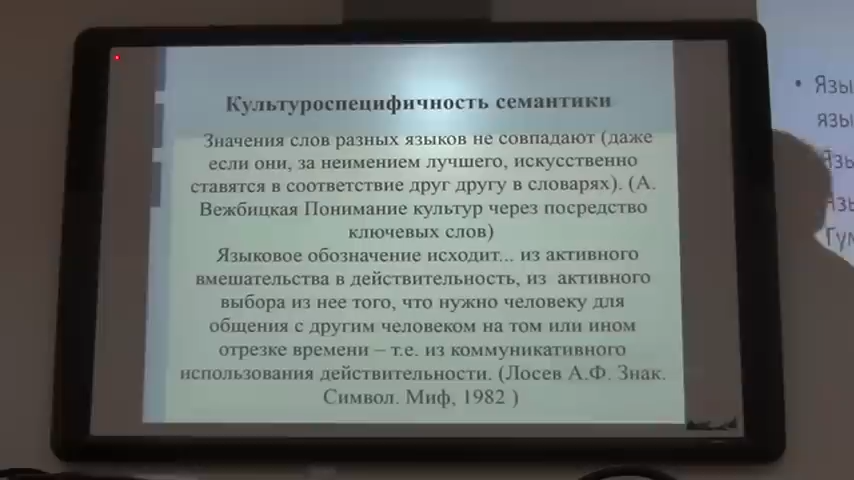 Культуроспецифичность семантики
Значения слов разных языков не совпадают (даже
если они, за неимением лучшего, искусственно
ставятся в соответствие друг другу в словарях). (А.
Вежбицкая Понимание культур через посредство
ключевых слов)
Языковое обозначение исходит... из активного
вмешательства в действительность, из активного
выбора из нее того, что нужно человеку для
общения с другим человеком на том или ином
отрезке времени – т.е. из коммуникативного
использования действительности. (Лосев А.Ф. Знак.
Символ. Миф, 1982 )